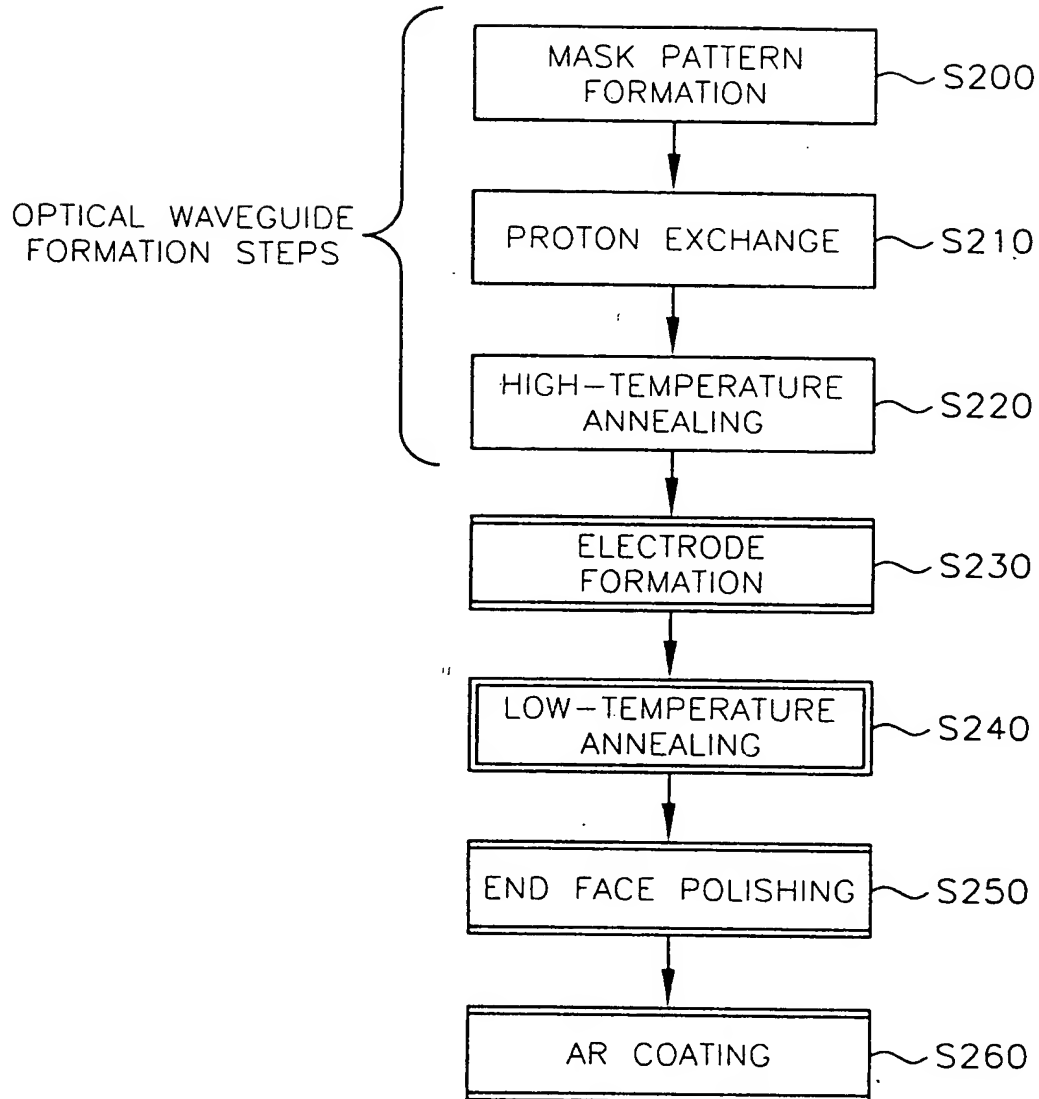 MASK PATTERN
FORMATION
S200
OPTICAL WAVEGUIDE
FORMATION STEPS
PROTON EXCHANGE
S210
HIGH-TEMPERATURE
ANNEALING
S220
ELECTRODE
FORMATION
S230
LOW-TEMPERATURE
ANNEALING
S240
END FACE POLISHING
S250
AR COATING
S260